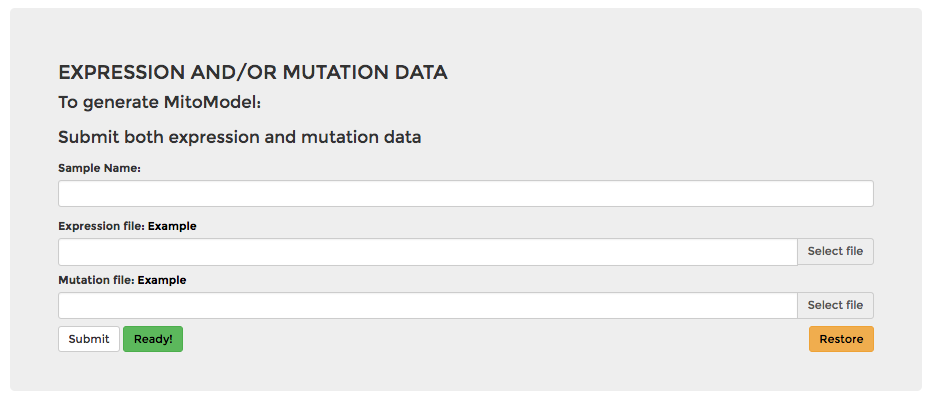 EXPRESSION AND/OR MUTATION DATA
To generate MitoModel:
Submit both expression and mutation data
Sample Name:
Expression file: Example
Select file
Mutation file: Example
Select file
Submit Ready! Restore